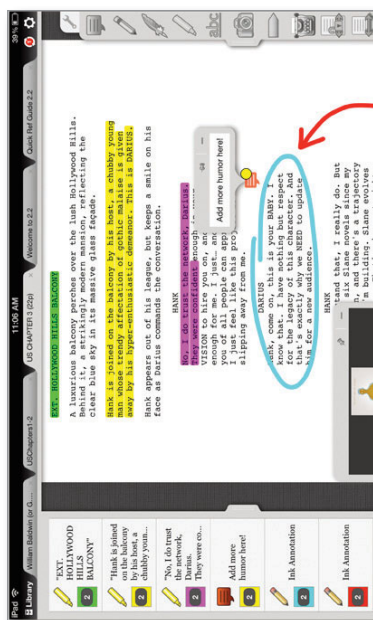 iPad
11:06 AM
39%
Library
William Baldwin (or G...
USChapters1-2
US CHAPTER 3 (22p)
Welcome to 2.2
Quick Ref Guide 2.2
abc
"EXT.
HOLLYWOOD
HILLS
BALCONY"
2
"Hank is joined
on the balcony
by his host, a
chubby youn...
2
"No, I do trust
the network,
Darius.
They were co...
2
Add more
humor here!
2
Ink Annotation
2
Ink Annotation
2
EXT. HOLLYWOOD HILLS BALCONY
A luxurious balcony perches over the lush Hollywood Hills.
Behind it, a strikingly modern mansion, reflecting the
clear blue sky in its massive glass façade.
Hank is joined on the balcony by his host, a chubby young
man whose trendy affectation of gothic malaise is given
away by his hyper-enthusiastic demeanor. This is DARIUS.
Hank appears out of his league, but keeps a smile on his
face as Darius commands the conversation.
HANK
No, I do trust the network, Darius.
They were confident enough
VISION to hire you on, and
enough for me. I just… and
you of all people can app
I just feel like this pro
slipping away from me.
Add more humor here!
DARIUS
Hank, come on, this is your BABY. I
know that. I have nothing but respect
for the legacy of this character. And
that's exactly why we NEED to update
him for a new audience.
HANK
tand that, I really do. But
six Slane novels since my
n, and there's a trajectory
m building. Slane evolves